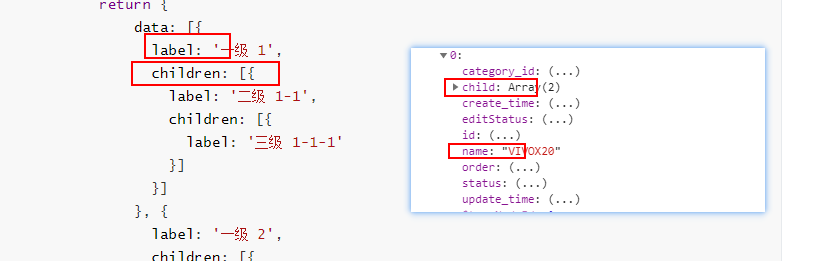 return {
data: [{
label: '一级 1',
children: [{
label: '二级 1-1',
children: [{
label: '三级 1-1-1'
}]
}]
}, {
label: '一级 2',
children: [{
▼0:
category_id: (...)
▶ child: Array(2)
create_time: (...)
editStatus: (...)
id: (...)
name: "VIVOX20"
order: (...)
status: (...)
update_time: (...)